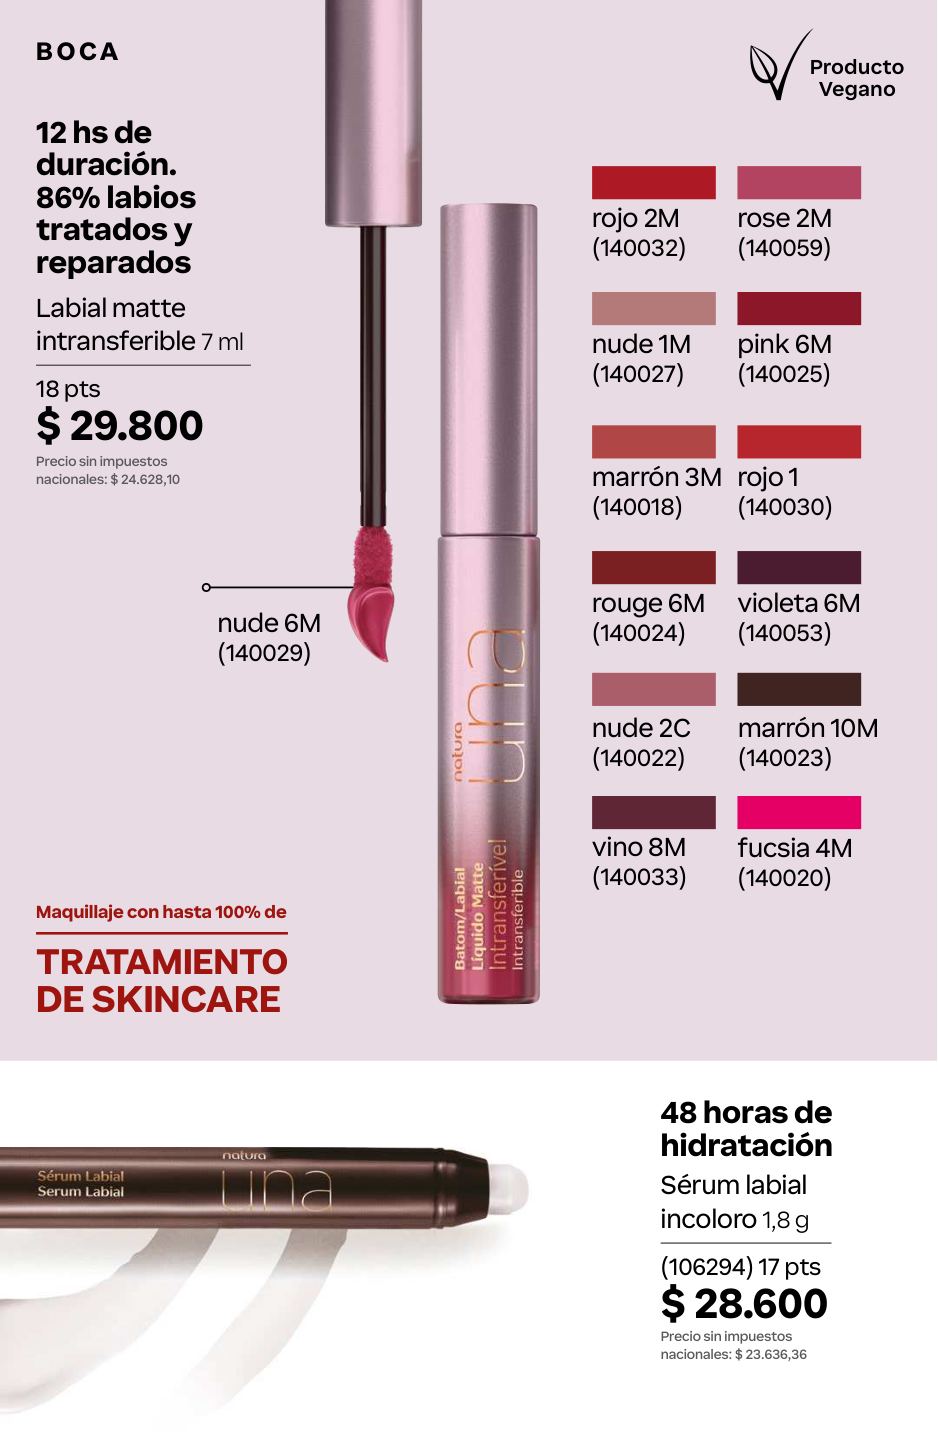 BOCA
Producto
Vegano
12 hs de
duración.
86% labios
tratados y
reparados
Labial matte
intransferible 7 ml
18 pts
$ 29.800
Precio sin impuestos
nacionales: $ 24.628,10
nude 6M
(140029)
natura
una
Batom/Labial
Líquido Matte
Intransferível
Intransferible
rojo 2M
(140032)
rose 2M
(140059)
nude 1M
(140027)
pink 6M
(140025)
marrón 3M
(140018)
rojo 1
(140030)
rouge 6M
(140024)
violeta 6M
(140053)
nude 2C
(140022)
marrón 10M
(140023)
vino 8M
(140033)
fucsia 4M
(140020)
Maquillaje con hasta 100% de
TRATAMIENTO
DE SKINCARE
Sérum Labial
Serum Labial
natura
una
48 horas de
hidratación
Sérum labial
incoloro 1,8 g
(106294) 17 pts
$ 28.600
Precio sin impuestos
nacionales: $ 23.636,36